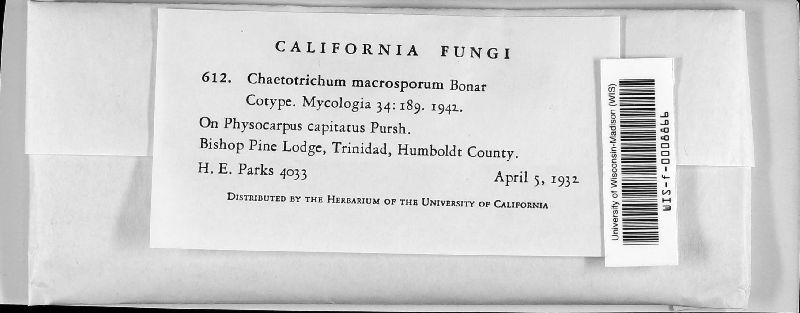 CALIFORNIA FUNGI
612. Chaetotrichum macrosporum Bonar
Cotype. Mycologia 34: 189. 1942.
On Physocarpus capitatus Pursh.
Bishop Pine Lodge, Trinidad, Humboldt County.
H. E. Parks 4033 April 5, 1932
Distributed by the Herbarium of the University of California
University of Wisconsin-Madison (WIS)
WIS-f-0008866